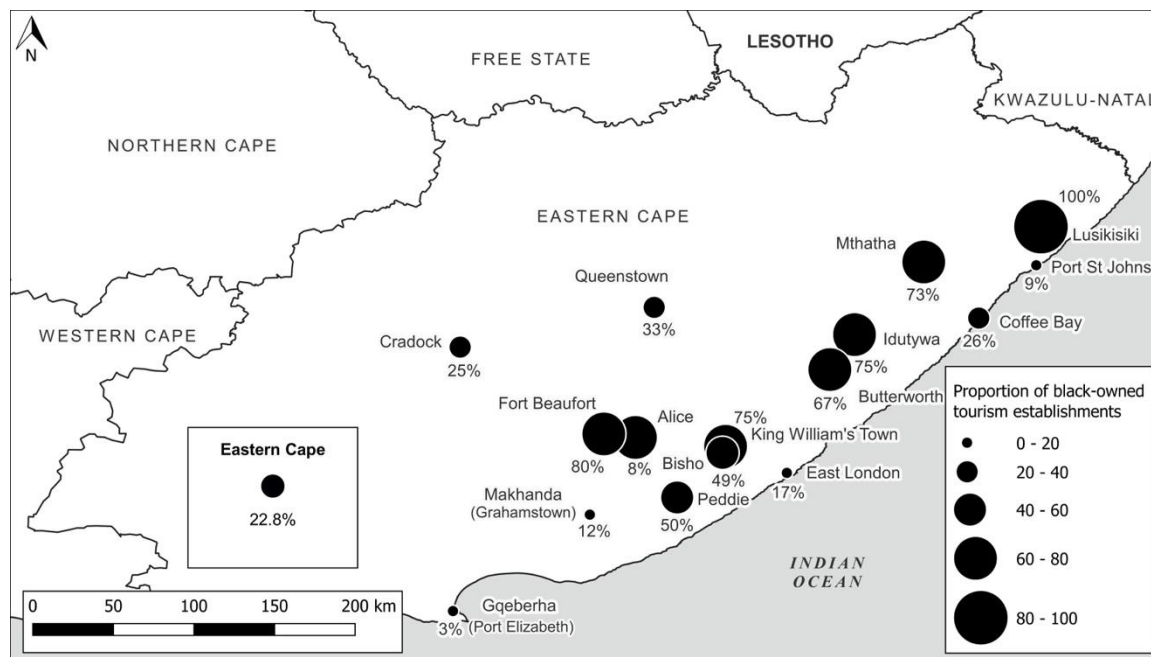 N
FREE STATE
LESOTHO
KWAZULU-NATAL
NORTHERN CAPE
EASTERN CAPE
WESTERN CAPE
100%
Lusikisiki
Mthatha
73%
Port St Johns
9%
Queenstown
33%
Coffee Bay
26%
Cradock
25%
Idutywa
75%
Butterworth
67%
Fort Beaufort
80%
Alice
8%
75%
King William's Town
Bisho
49%
East London
17%
Peddie
50%
Makhanda
(Grahamstown)
12%
Gqeberha
(Port Elizabeth)
3%
INDIAN
OCEAN
Eastern Cape
22.8%
0 50 100 150 200 km
Proportion of black-owned
tourism establishments
0 - 20
20 - 40
40 - 60
60 - 80
80 - 100